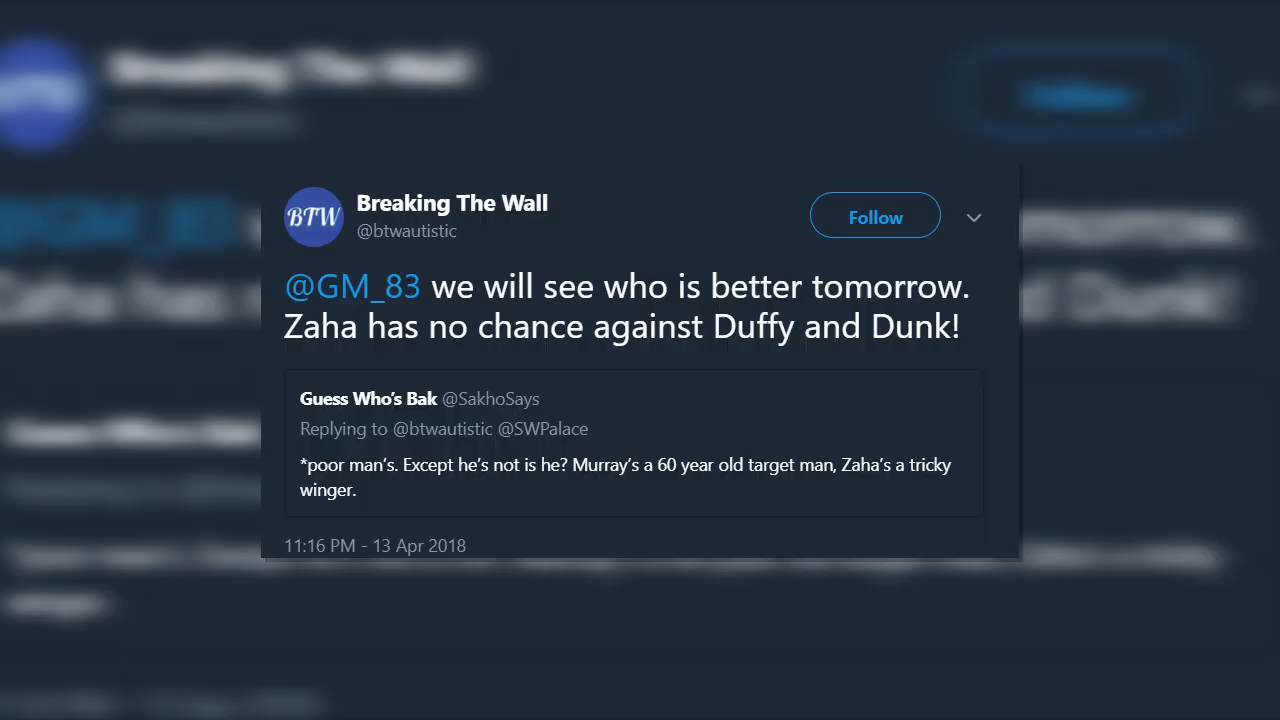 BTW
Breaking The Wall
@btwautistic
Follow
@GM_83 we will see who is better tomorrow.
Zaha has no chance against Duffy and Dunk!
Guess Who's Bak @SakhoSays
Replying to @btwautistic @SWPalace
*poor man's. Except he's not is he? Murray's a 60 year old target man, Zaha's a tricky
winger.
11:16 PM - 13 Apr 2018